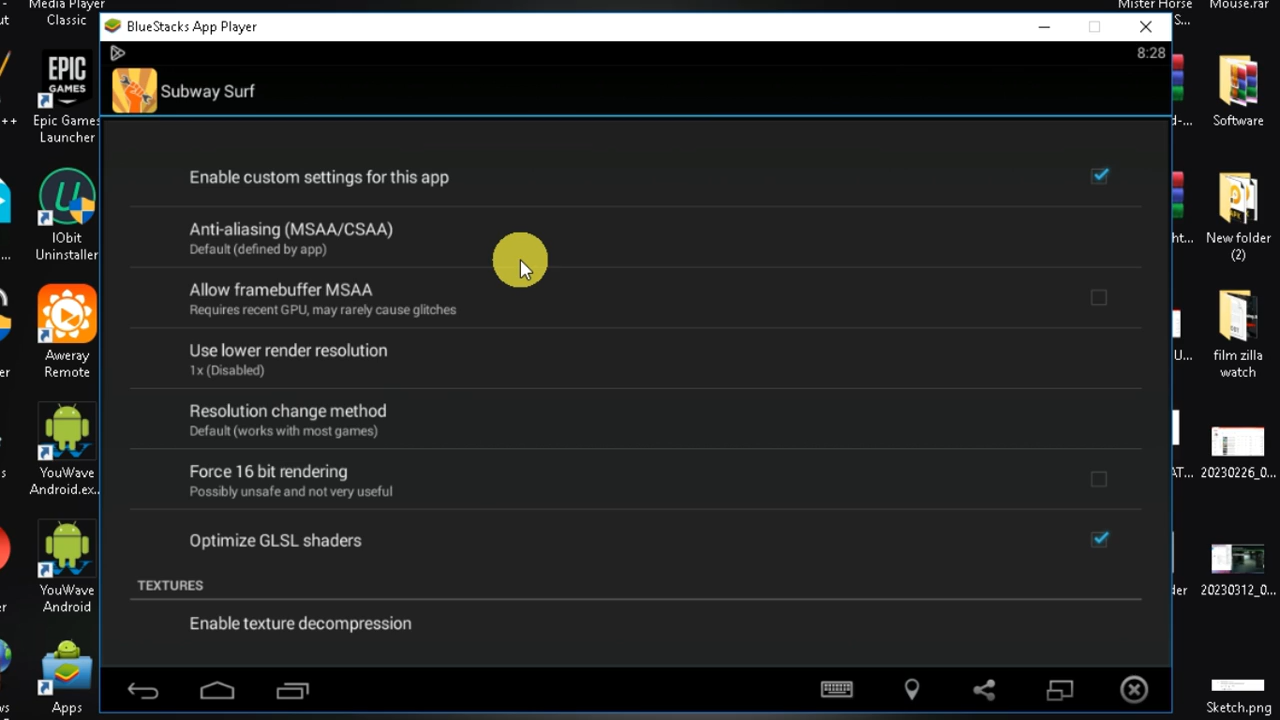 Media Player
Classic
Mister Horse
S...
Mouse.rar
BlueStacks App Player
8:28
Subway Surf
Enable custom settings for this app
Anti-aliasing (MSAA/CSAA)
Default (defined by app)
Allow framebuffer MSAA
Requires recent GPU, may rarely cause glitches
Use lower render resolution
1x (Disabled)
Resolution change method
Default (works with most games)
Force 16 bit rendering
Possibly unsafe and not very useful
Optimize GLSL shaders
TEXTURES
Enable texture decompression
EPIC
GAMES
Epic Games
Launcher
IObit
Uninstaller
Aweray
Remote
YouWave
Android.ex...
YouWave
Android
Apps
Software
New folder
(2)
film zilla
watch
20230226_0...
20230312_0...
Sketch.png